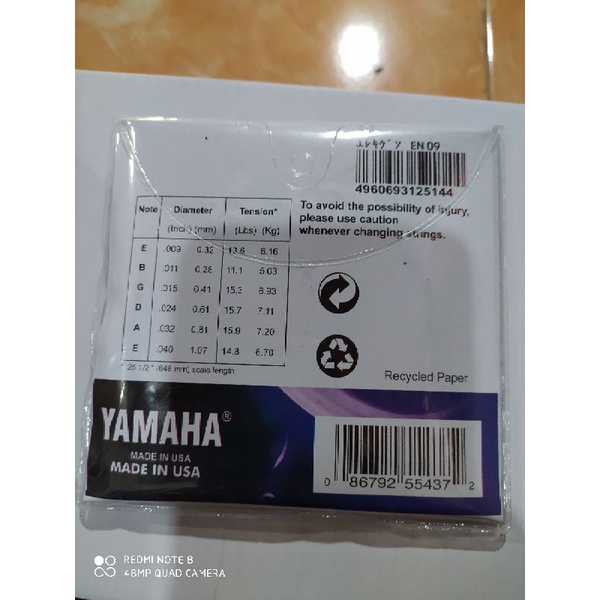 エレキゲン EN09
4960693125144
To avoid the possibility of injury,
please use caution
whenever changing strings.
Note Diameter Tension*
(Inch) (mm) (Lbs) (Kg)
E .009 0.32 13.6 6.16
B .011 0.28 11.1 5.03
G .015 0.41 15.3 6.93
D .024 0.61 15.7 7.11
A .032 0.81 15.9 7.20
E .040 1.07 14.8 6.70
* 25 1/2 " (648 mm) scale length
Recycled Paper
YAMAHA®
MADE IN USA
MADE IN USA
0 86792 55437 2
REDMI NOTE 8
48MP QUAD CAMERA